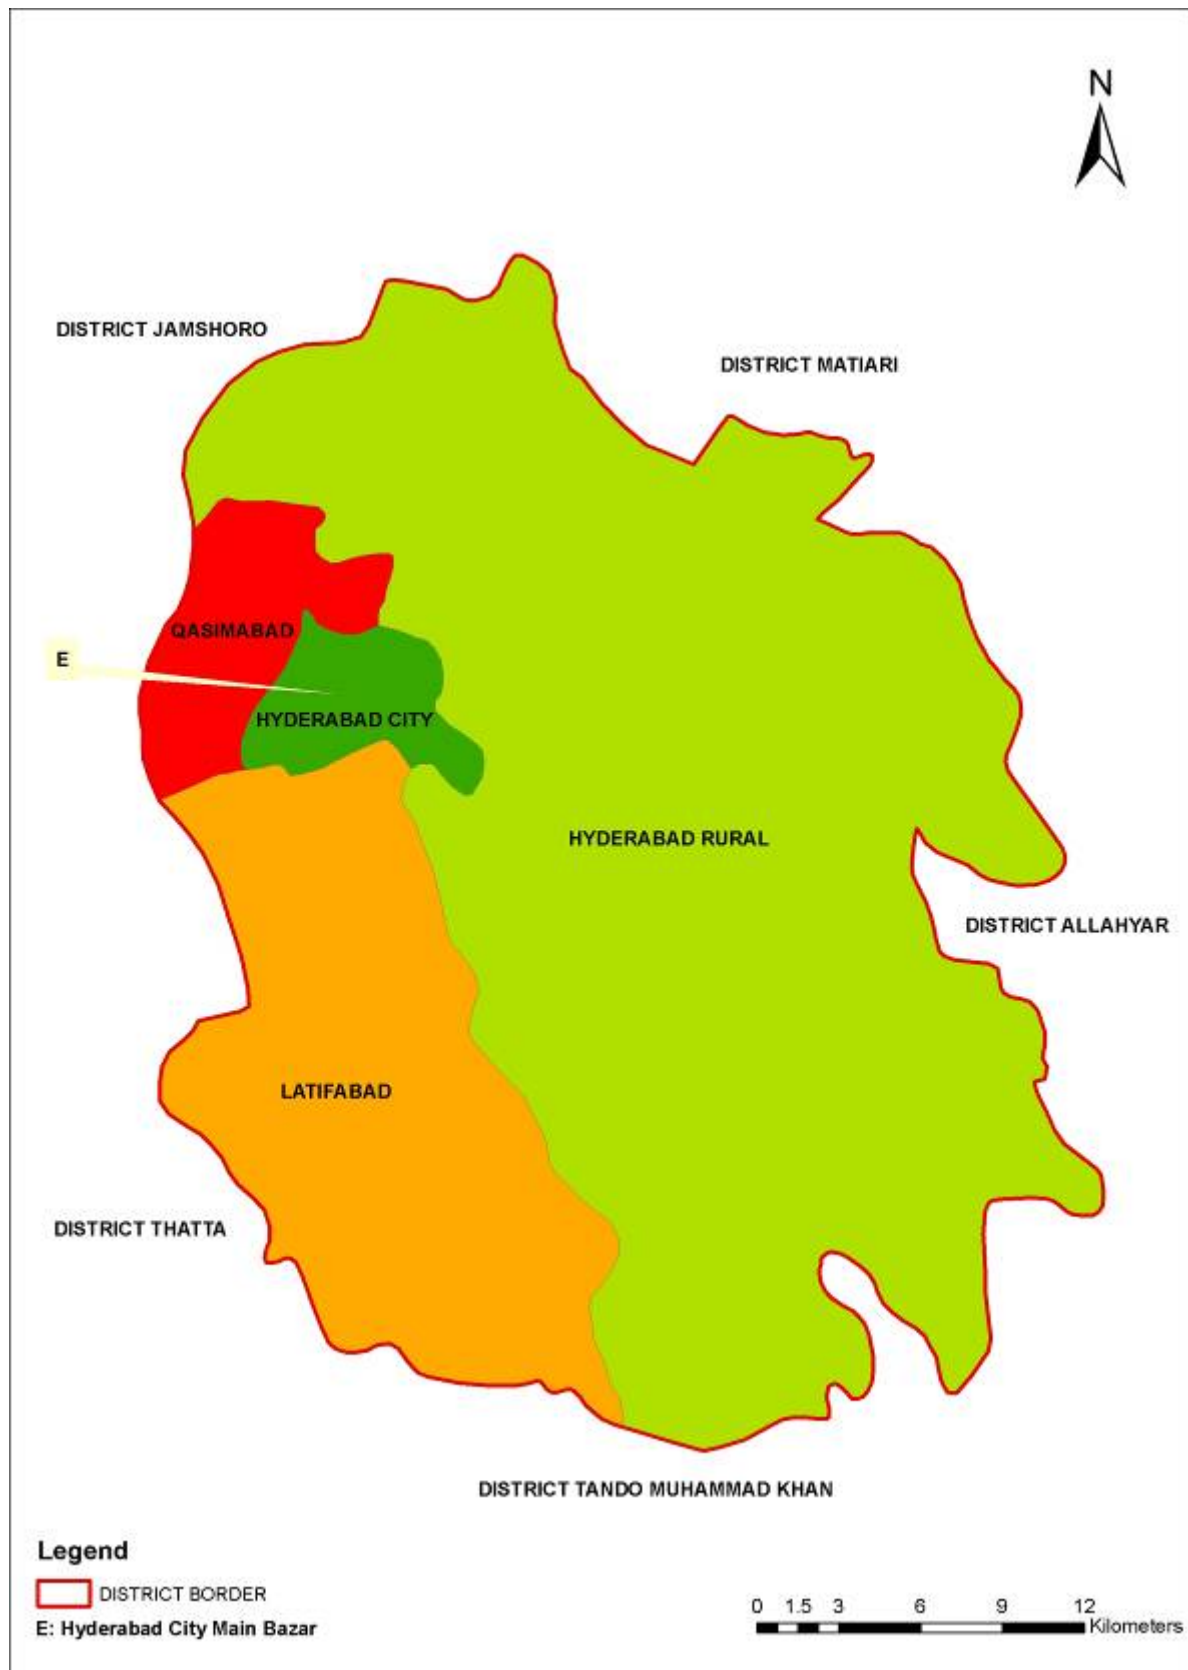 N
DISTRICT JAMSHORO
DISTRICT MATIARI
QASIMABAD
E
HYDERABAD CITY
HYDERABAD RURAL
DISTRICT ALLAHYAR
LATIFABAD
DISTRICT THATTA
DISTRICT TANDO MUHAMMAD KHAN
Legend
DISTRICT BORDER
E: Hyderabad City Main Bazar
0 1.5 3 6 9 12
Kilometers